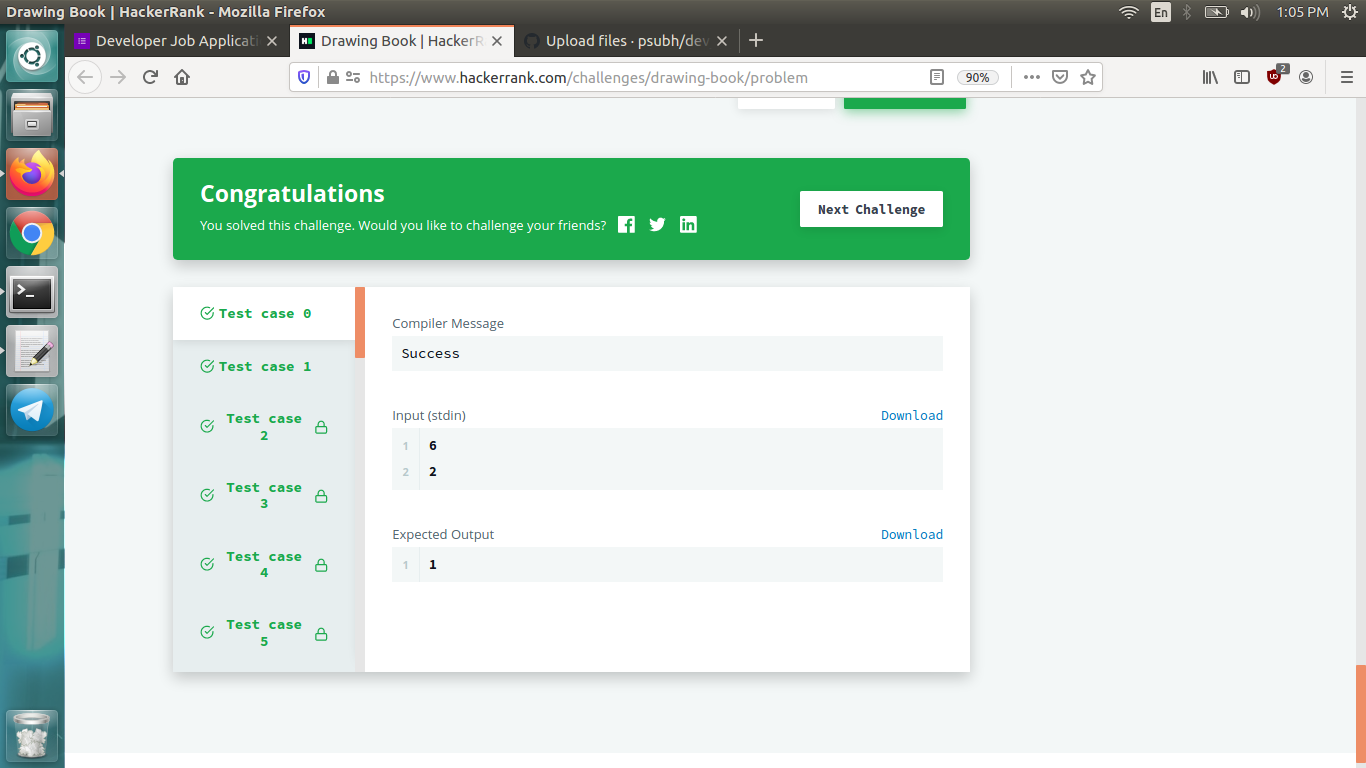 Drawing Book | HackerRank - Mozilla Firefox
En
1:05 PM
Developer Job Applicati
Drawing Book | HackerR
Upload files · psubh/dev
https://www.hackerrank.com/challenges/drawing-book/problem
90%
2
Congratulations
You solved this challenge. Would you like to challenge your friends?
Next Challenge
Test case 0
Test case 1
Test case
2
Test case
3
Test case
4
Test case
5
Compiler Message
Success
Input (stdin)
Download
1
6
2
2
Expected Output
Download
1
1